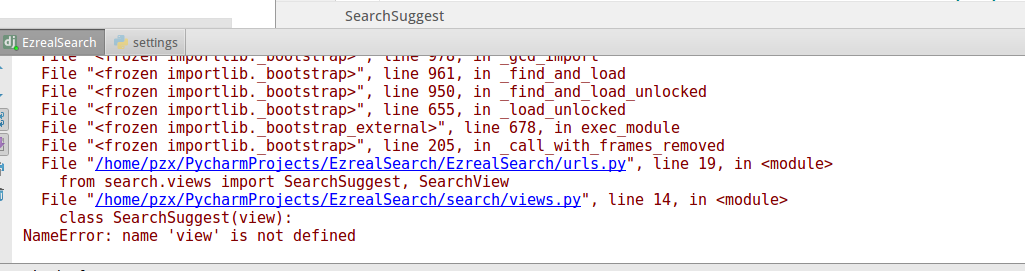 SearchSuggest
EzrealSearch settings
File "<frozen importlib._bootstrap>", line 978, in _gcd_import
File "<frozen importlib._bootstrap>", line 961, in _find_and_load
File "<frozen importlib._bootstrap>", line 950, in _find_and_load_unlocked
File "<frozen importlib._bootstrap>", line 655, in _load_unlocked
File "<frozen importlib._bootstrap_external>", line 678, in exec_module
File "<frozen importlib._bootstrap>", line 205, in _call_with_frames_removed
File "/home/pzx/PycharmProjects/EzrealSearch/EzrealSearch/urls.py", line 19, in <module>
from search.views import SearchSuggest, SearchView
File "/home/pzx/PycharmProjects/EzrealSearch/search/views.py", line 14, in <module>
class SearchSuggest(view):
NameError: name 'view' is not defined